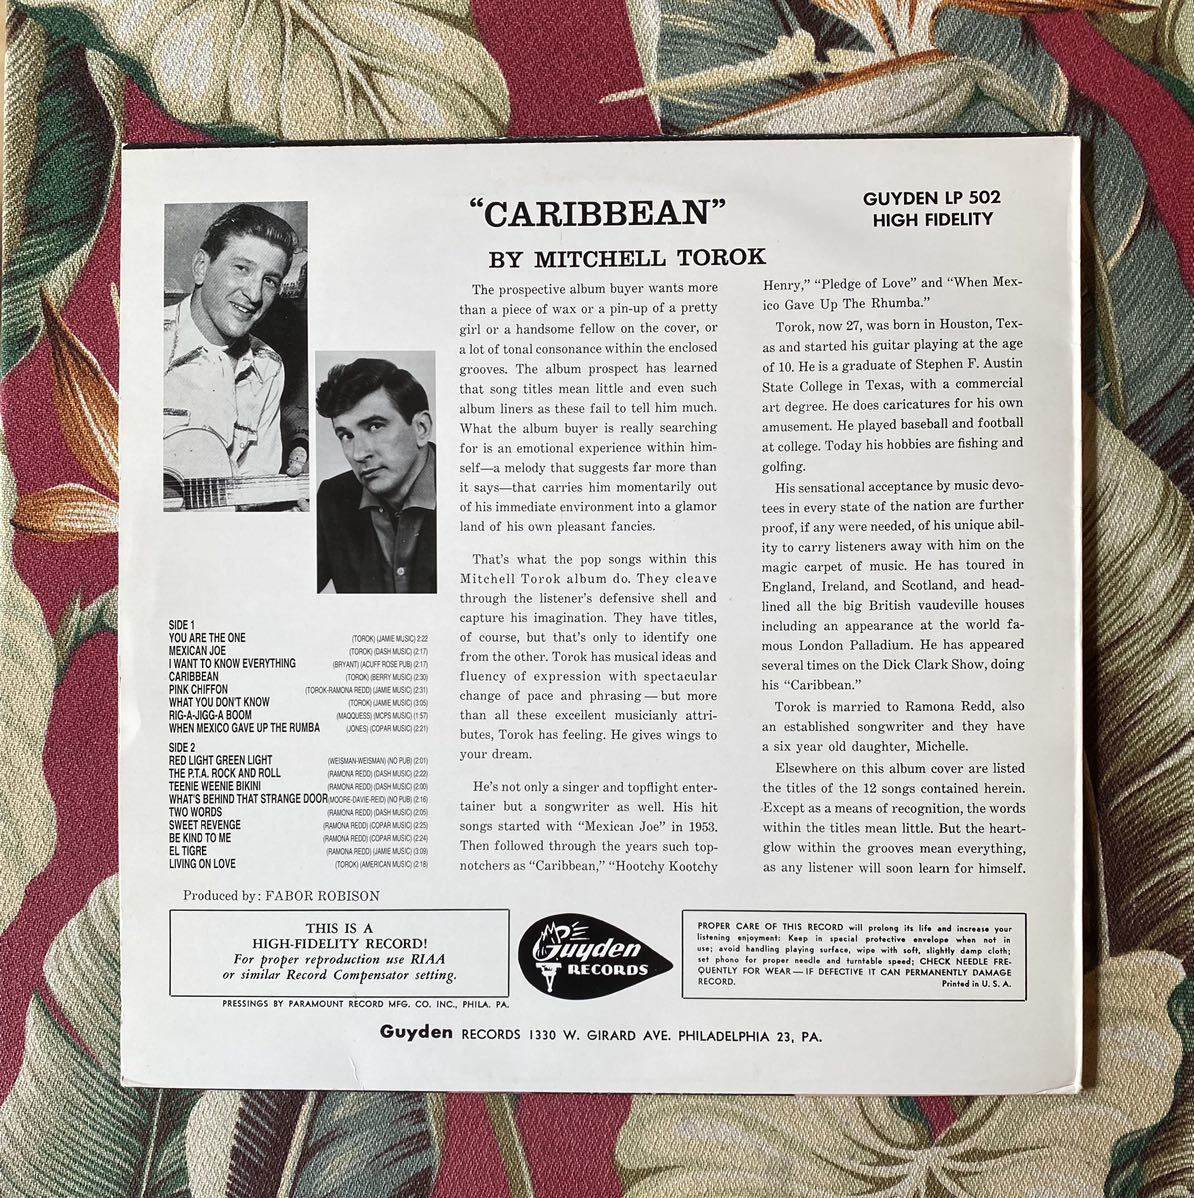 "CARIBBEAN"
BY MITCHELL TOROK
GUYDEN LP 502
HIGH FIDELITY
The prospective album buyer wants more
than a piece of wax or a pin-up of a pretty
girl or a handsome fellow on the cover, or
a lot of tonal consonance within the enclosed
grooves. The album prospect has learned
that song titles mean little and even such
album liners as these fail to tell him much.
What the album buyer is really searching
for is an emotional experience within him-
self—a melody that suggests far more than
it says—that carries him momentarily out
of his immediate environment into a glamor
land of his own pleasant fancies.
That's what the pop songs within this
Mitchell Torok album do. They cleave
through the listener's defensive shell and
capture his imagination. They have titles,
of course, but that's only to identify one
from the other. Torok has musical ideas and
fluency of expression with spectacular
change of pace and phrasing — but more
than all these excellent musicianly attri-
butes, Torok has feeling. He gives wings to
your dream.
He's not only a singer and topflight enter-
tainer but a songwriter as well. His hit
songs started with "Mexican Joe" in 1953.
Then followed through the years such top-
notchers as "Caribbean," "Hootchy Kootchy
Henry," "Pledge of Love" and "When Mex-
ico Gave Up The Rhumba."
Torok, now 27, was born in Houston, Tex-
as and started his guitar playing at the age
of 10. He is a graduate of Stephen F. Austin
State College in Texas, with a commercial
art degree. He does caricatures for his own
amusement. He played baseball and football
at college. Today his hobbies are fishing and
golfing.
His sensational acceptance by music devo-
tees in every state of the nation are further
proof, if any were needed, of his unique abil-
ity to carry listeners away with him on the
magic carpet of music. He has toured in
England, Ireland, and Scotland, and head-
lined all the big British vaudeville houses
including an appearance at the world fa-
mous London Palladium. He has appeared
several times on the Dick Clark Show, doing
his "Caribbean."
Torok is married to Ramona Redd, also
an established songwriter and they have
a six year old daughter, Michelle.
Elsewhere on this album cover are listed
the titles of the 12 songs contained herein.
Except as a means of recognition, the words
within the titles mean little. But the heart-
glow within the grooves mean everything,
as any listener will soon learn for himself.
SIDE 1
YOU ARE THE ONE (TOROK) (JAMIE MUSIC) 2:22
MEXICAN JOE (TOROK) (DASH MUSIC) (2:17)
I WANT TO KNOW EVERYTHING (BRYANT) (ACUFF ROSE PUB) (2:17)
CARIBBEAN (TOROK) (BERRY MUSIC) (2:30)
PINK CHIFFON (TOROK-RAMONA REDD) (JAMIE MUSIC) (2:31)
WHAT YOU DON'T KNOW (TOROK) (JAMIE MUSIC) (3:05)
RIG-A-JIGG-A BOOM (MAQQUESS) (MCPS MUSIC) (1:57)
WHEN MEXICO GAVE UP THE RUMBA (JONES) (COPAR MUSIC) (2:21)
SIDE 2
RED LIGHT GREEN LIGHT (WEISMAN-WEISMAN) (NO PUB) (2:01)
THE P.T.A. ROCK AND ROLL (RAMONA REDD) (DASH MUSIC) (2:22)
TEENIE WEENIE BIKINI (RAMONA REDD) (DASH MUSIC) (2:00)
WHAT'S BEHIND THAT STRANGE DOOR (MOORE-DAVIE-REID) (NO PUB) (2:16)
TWO WORDS (RAMONA REDD) (DASH MUSIC) (2:05)
SWEET REVENGE (RAMONA REDD) (COPAR MUSIC) (2:25)
BE KIND TO ME (RAMONA REDD) (COPAR MUSIC) (2:24)
EL TIGRE (RAMONA REDD) (JAMIE MUSIC) (3:09)
LIVING ON LOVE (TOROK) (AMERICAN MUSIC) (2:18)
Produced by: FABOR ROBISON
THIS IS A
HIGH-FIDELITY RECORD!
For proper reproduction use RIAA
or similar Record Compensator setting.
PRESSINGS BY PARAMOUNT RECORD MFG. CO. INC., PHILA. PA.
Guyden
RECORDS
PROPER CARE OF THIS RECORD will prolong its life and increase your
listening enjoyment: Keep in special protective envelope when not in
use; avoid handling playing surface, wipe with soft, slightly damp cloth;
set phono for proper needle and turntable speed; CHECK NEEDLE FRE-
QUENTLY FOR WEAR — IF DEFECTIVE IT CAN PERMANENTLY DAMAGE
RECORD. Printed in U. S. A.
Guyden RECORDS 1330 W. GIRARD AVE. PHILADELPHIA 23, PA.